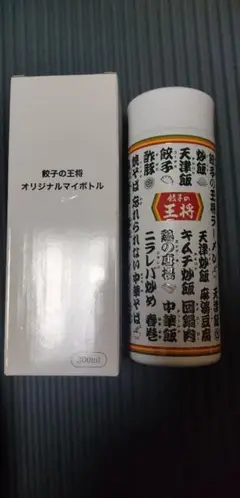 餃子の王将
オリジナルマイボトル
300ml
餃子の王将ラーメン
炒飯
天津飯
餃子
酢豚
焼そば
忘れられない中華そば
餃子の
王将
天津炒飯
麻婆豆腐
キムチ炒飯
回鍋肉
鶏の唐揚
中華飯
ニラレバ炒め
春巻